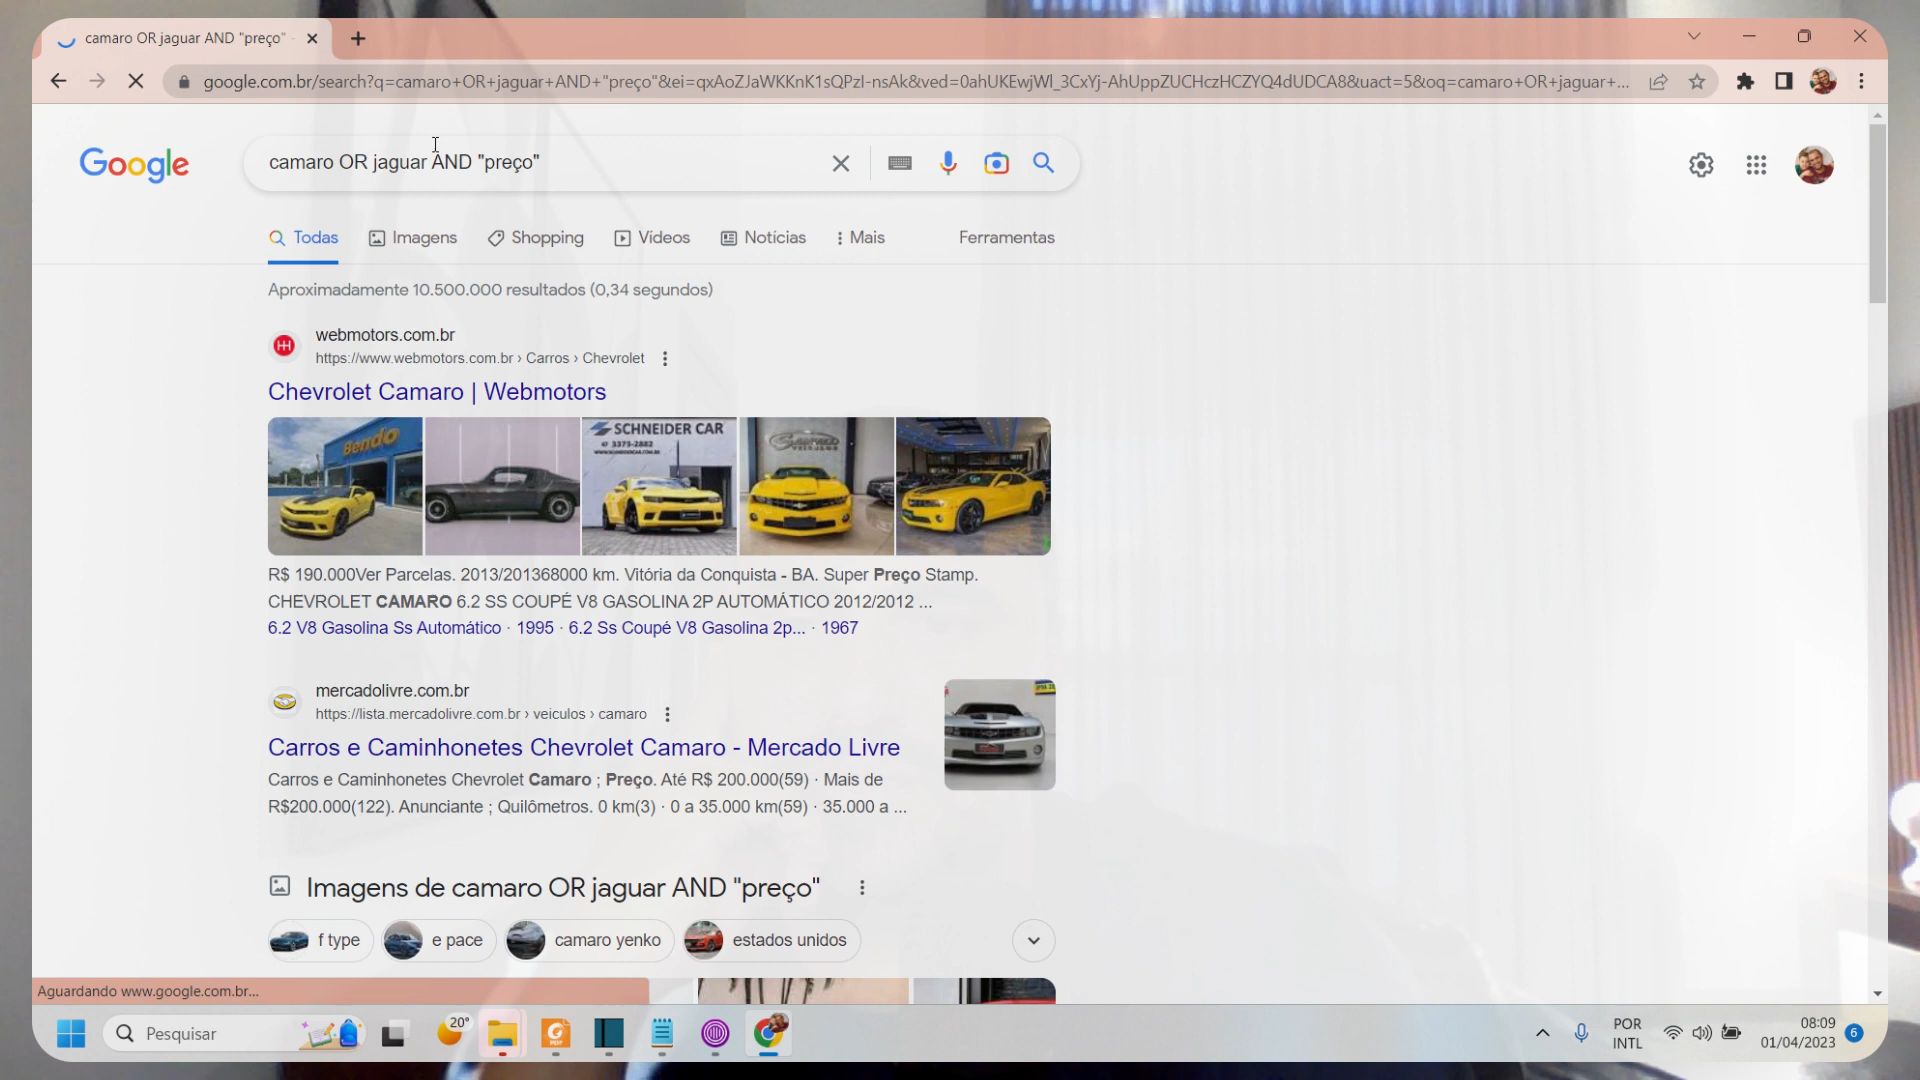 camaro OR jaguar AND "preço"
google.com.br/search?q=camaro+OR+jaguar+AND+"preço"&ei=qxAoZJaWKKnK1sQPzI-nsAk&ved=0ahUKEwjWl_3CxYj-AhUppZUCHczHCZYQ4dUDCA8&uact=5&oq=camaro+OR+jaguar+...
Google
camaro OR jaguar AND "preço"
Todas
Imagens
Shopping
Vídeos
Notícias
Mais
Ferramentas
Aproximadamente 10.500.000 resultados (0,34 segundos)
webmotors.com.br
https://www.webmotors.com.br › Carros › Chevrolet
Chevrolet Camaro | Webmotors
Bendo
SCHNEIDER CAR
47 3375-2882
WWW.SCHNEIDERCAR.COM.BR
R$ 190.000Ver Parcelas. 2013/201368000 km. Vitória da Conquista - BA. Super Preço Stamp.
CHEVROLET CAMARO 6.2 SS COUPÉ V8 GASOLINA 2P AUTOMÁTICO 2012/2012 ...
6.2 V8 Gasolina Ss Automático · 1995 · 6.2 Ss Coupé V8 Gasolina 2p... · 1967
mercadolivre.com.br
https://lista.mercadolivre.com.br › veiculos › camaro
Carros e Caminhonetes Chevrolet Camaro - Mercado Livre
Carros e Caminhonetes Chevrolet Camaro ; Preço. Até R$ 200.000(59) · Mais de
R$200.000(122). Anunciante ; Quilômetros. 0 km(3) · 0 a 35.000 km(59) · 35.000 a ...
Imagens de camaro OR jaguar AND "preço"
f type
e pace
camaro yenko
estados unidos
Aguardando www.google.com.br...
Pesquisar
20°
PDF
POR
INTL
08:09
01/04/2023
6